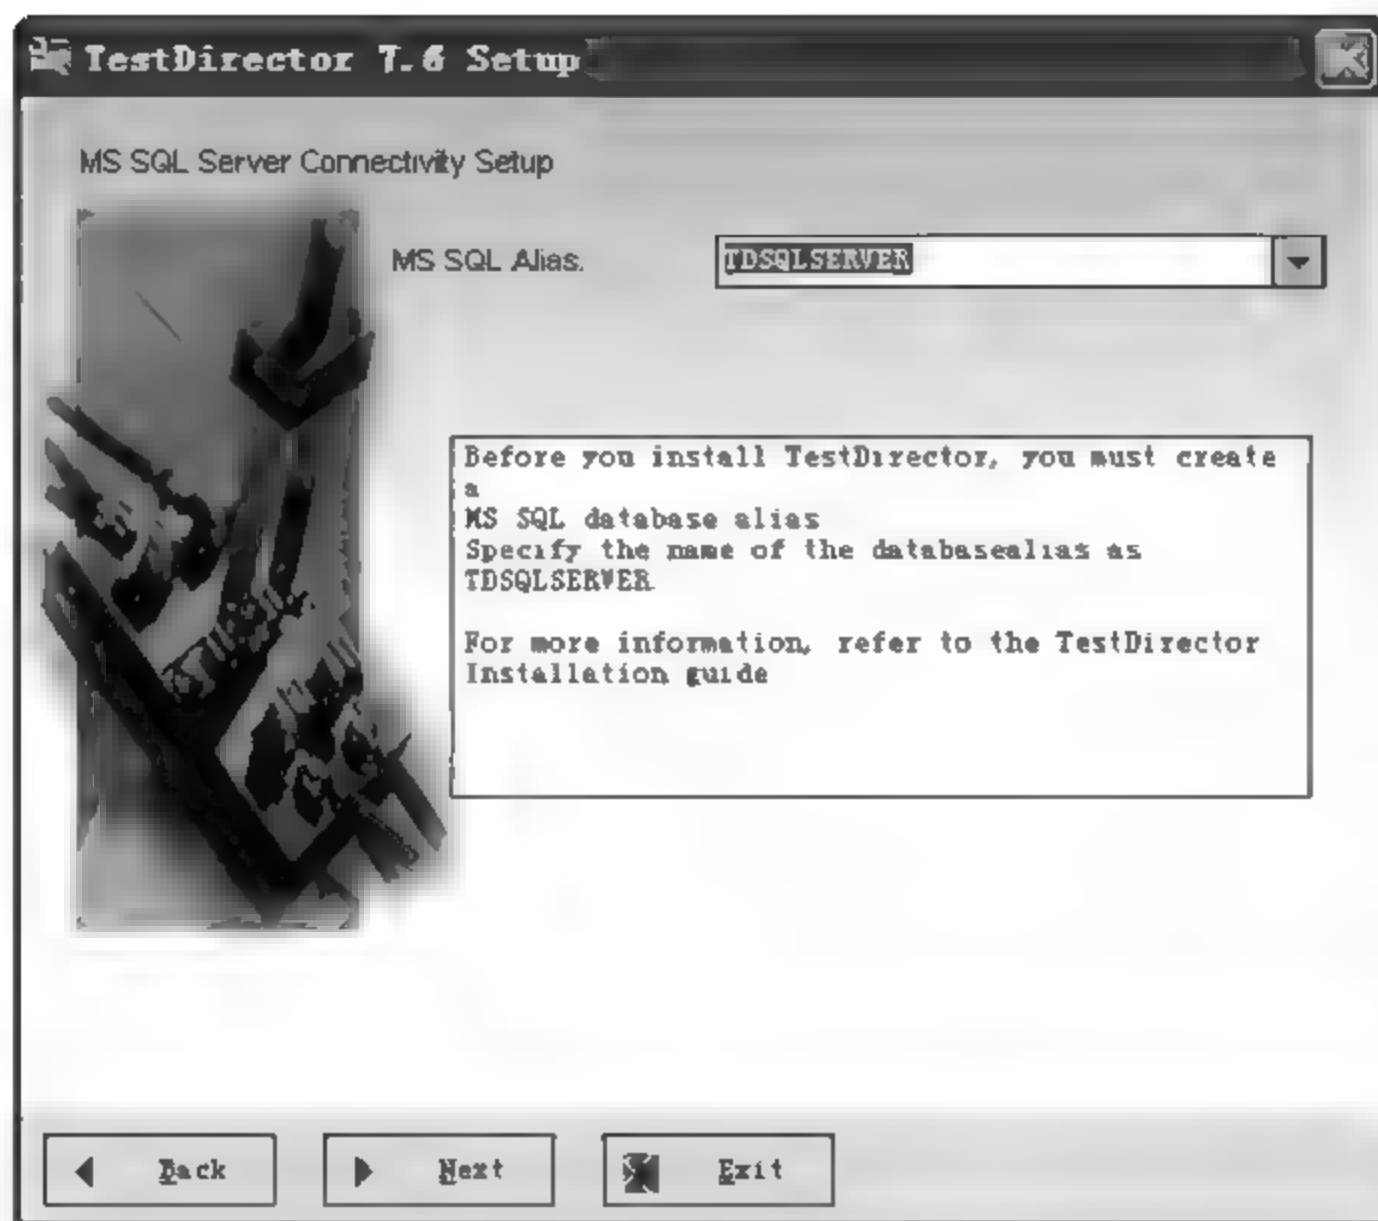 TestDirector 7.6 Setup
MS SQL Server Connectivity Setup
MS SQL Alias:
TDSQLSERVER
Before you install TestDirector, you must create
a
MS SQL database alias
Specify the name of the databasealias as
TDSQLSERVER
For more information, refer to the TestDirector
Installation guide
Back
Next
Exit